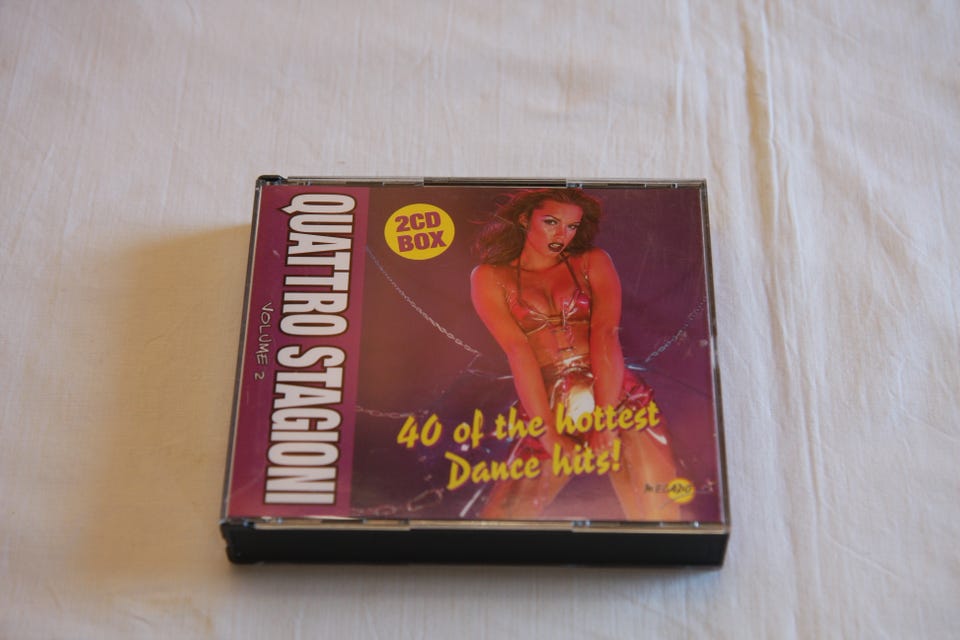 QUATTRO STAGIONI
VOLUME 2
2CD
BOX
40 of the hottest
Dance hits!